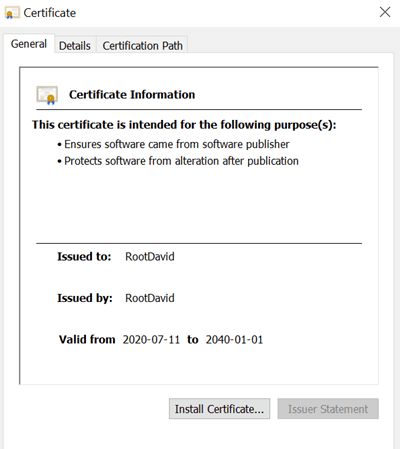 Certificate
General Details Certification Path
Certificate Information
This certificate is intended for the following purpose(s):
• Ensures software came from software publisher
• Protects software from alteration after publication
Issued to: RootDavid
Issued by: RootDavid
Valid from 2020-07-11 to 2040-01-01
Install Certificate... Issuer Statement